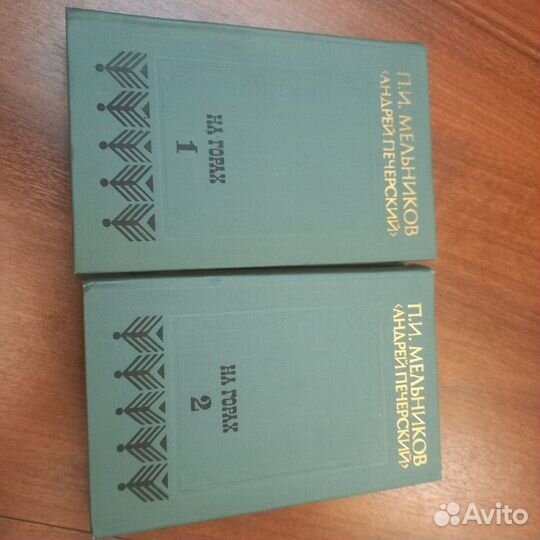 П.И. МЕЛЬНИКОВ
‹АНДРЕЙ ПЕЧЕРСКИЙ›
НА ГОРАХ
1
П.И. МЕЛЬНИКОВ
‹АНДРЕЙ ПЕЧЕРСКИЙ›
НА ГОРАХ
2
Avito